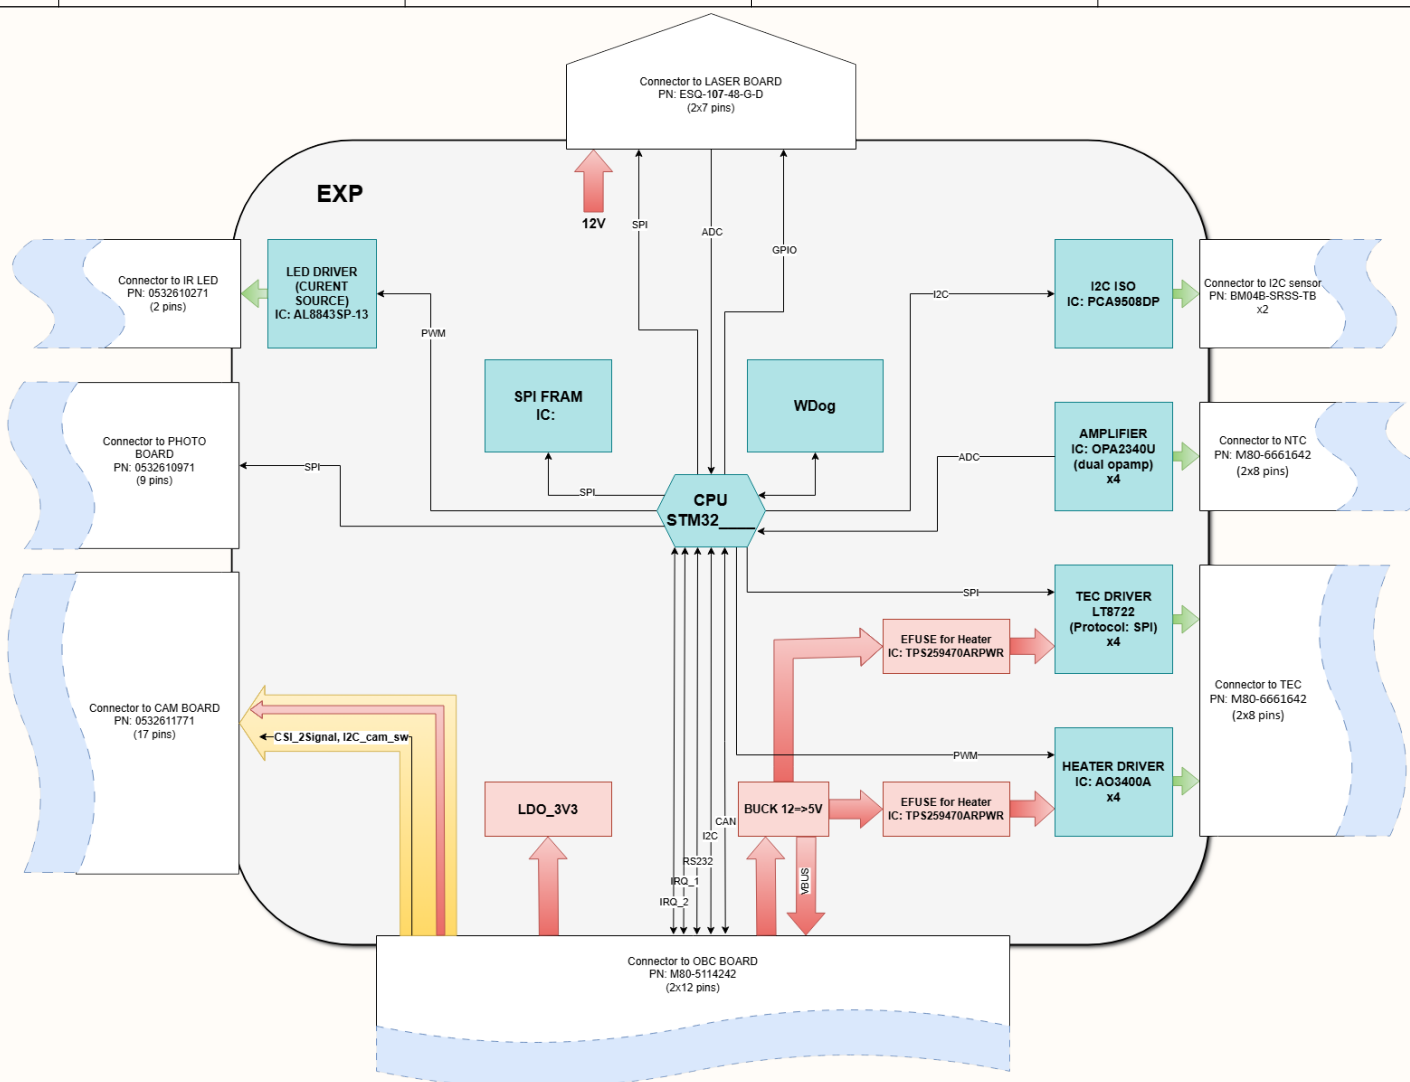 Connector to LASER BOARD
PN: ESQ-107-48-G-D
(2x7 pins)
EXP
12V
SPI
ADC
GPIO
Connector to IR LED
PN: 0532610271
(2 pins)
LED DRIVER
(CURENT
SOURCE)
IC: AL8843SP-13
PWM
I2C
I2C ISO
IC: PCA9508DP
Connector to I2C sensor
PN: BM04B-SRSS-TB
x2
SPI FRAM
IC:
WDog
Connector to PHOTO
BOARD
PN: 0532610971
(9 pins)
SPI
SPI
CPU
STM32____
ADC
AMPLIFIER
IC: OPA2340U
(dual opamp)
x4
Connector to NTC
PN: M80-6661642
(2x8 pins)
SPI
TEC DRIVER
LT8722
(Protocol: SPI)
x4
EFUSE for Heater
IC: TPS259470ARPWR
Connector to TEC
PN: M80-6661642
(2x8 pins)
Connector to CAM BOARD
PN: 0532611771
(17 pins)
CSI_2Signal, I2C_cam_sw
PWM
HEATER DRIVER
IC: AO3400A
x4
LDO_3V3
BUCK 12=>5V
EFUSE for Heater
IC: TPS259470ARPWR
CAN
I2C
RS232
IRQ_1
IRQ_2
VBUS
Connector to OBC BOARD
PN: M80-5114242
(2x12 pins)